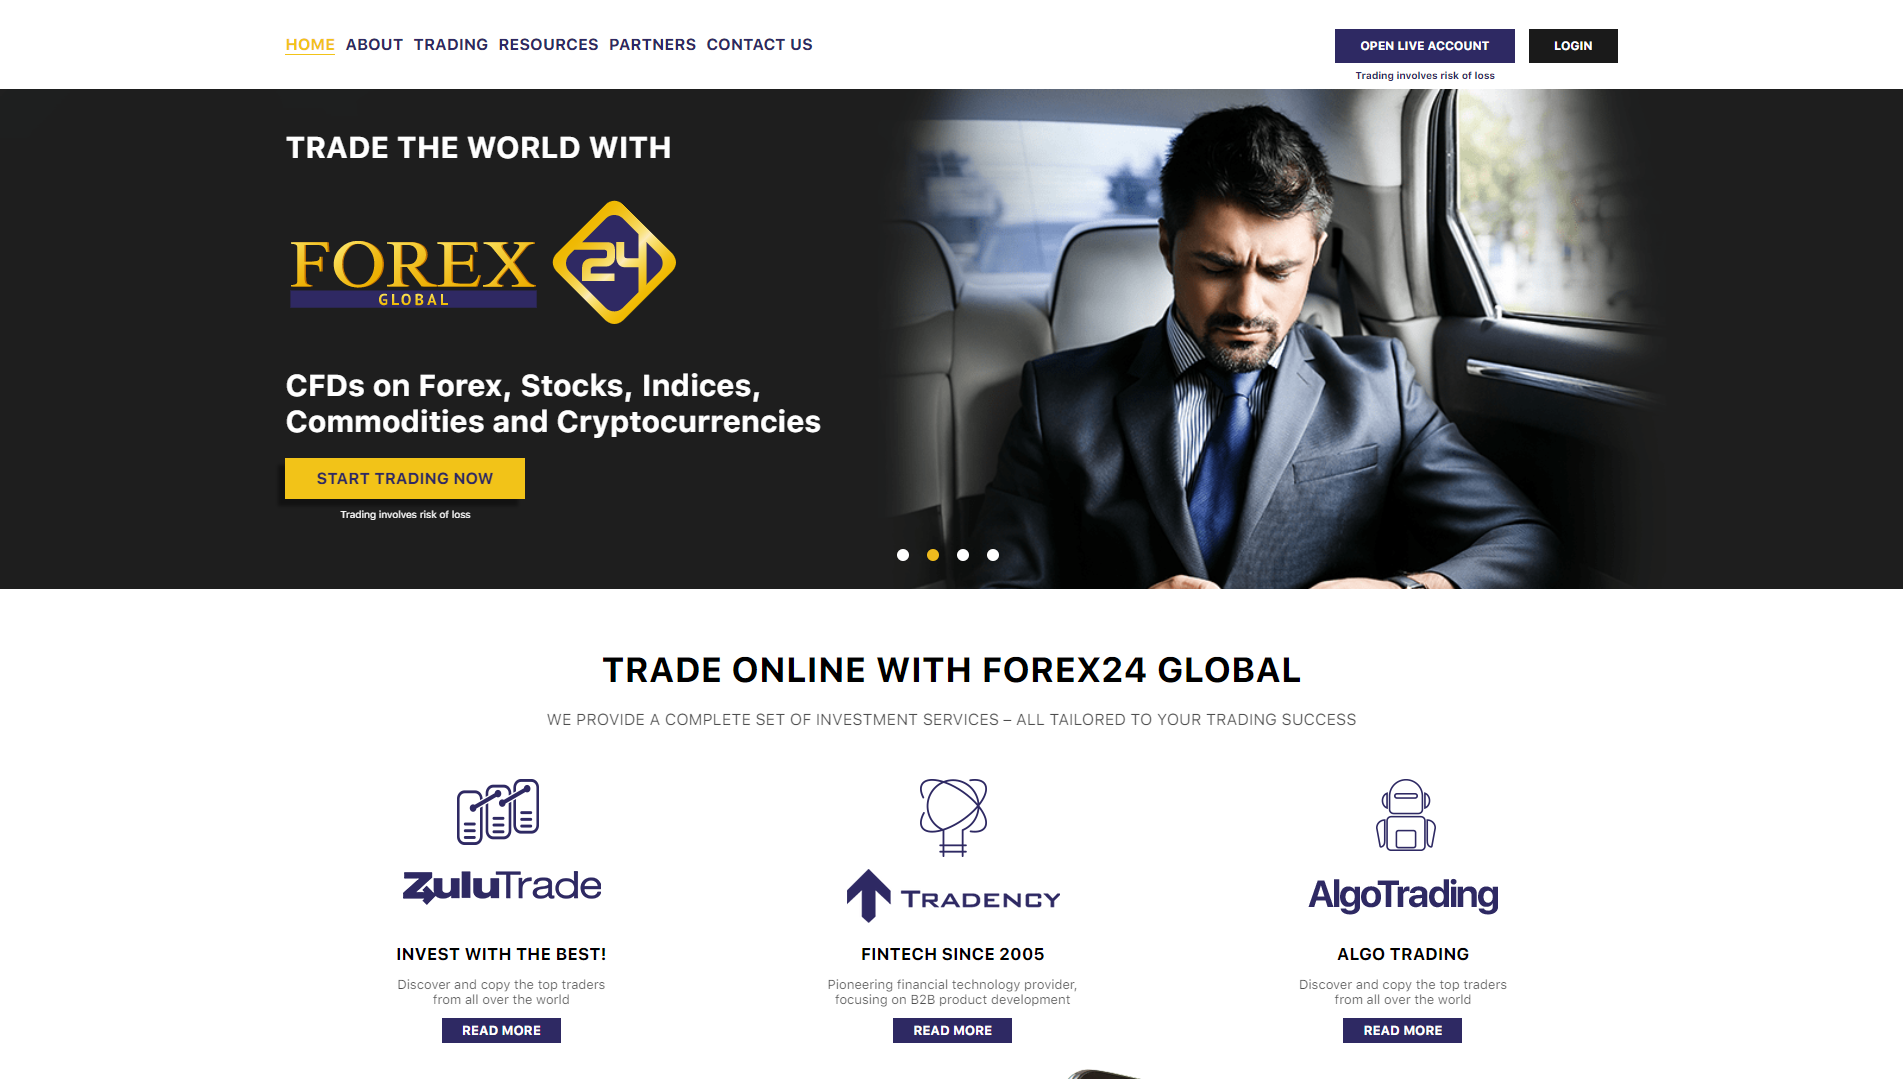 HOME ABOUT TRADING RESOURCES PARTNERS CONTACT US
OPEN LIVE ACCOUNT LOGIN
Trading involves risk of loss
TRADE THE WORLD WITH
FOREX 24
GLOBAL
CFDs on Forex, Stocks, Indices,
Commodities and Cryptocurrencies
START TRADING NOW
Trading involves risk of loss
TRADE ONLINE WITH FOREX24 GLOBAL
WE PROVIDE A COMPLETE SET OF INVESTMENT SERVICES – ALL TAILORED TO YOUR TRADING SUCCESS
ZuluTrade
INVEST WITH THE BEST!
Discover and copy the top traders
from all over the world
READ MORE
TRADENCY
FINTECH SINCE 2005
Pioneering financial technology provider,
focusing on B2B product development
READ MORE
AlgoTrading
ALGO TRADING
Discover and copy the top traders
from all over the world
READ MORE